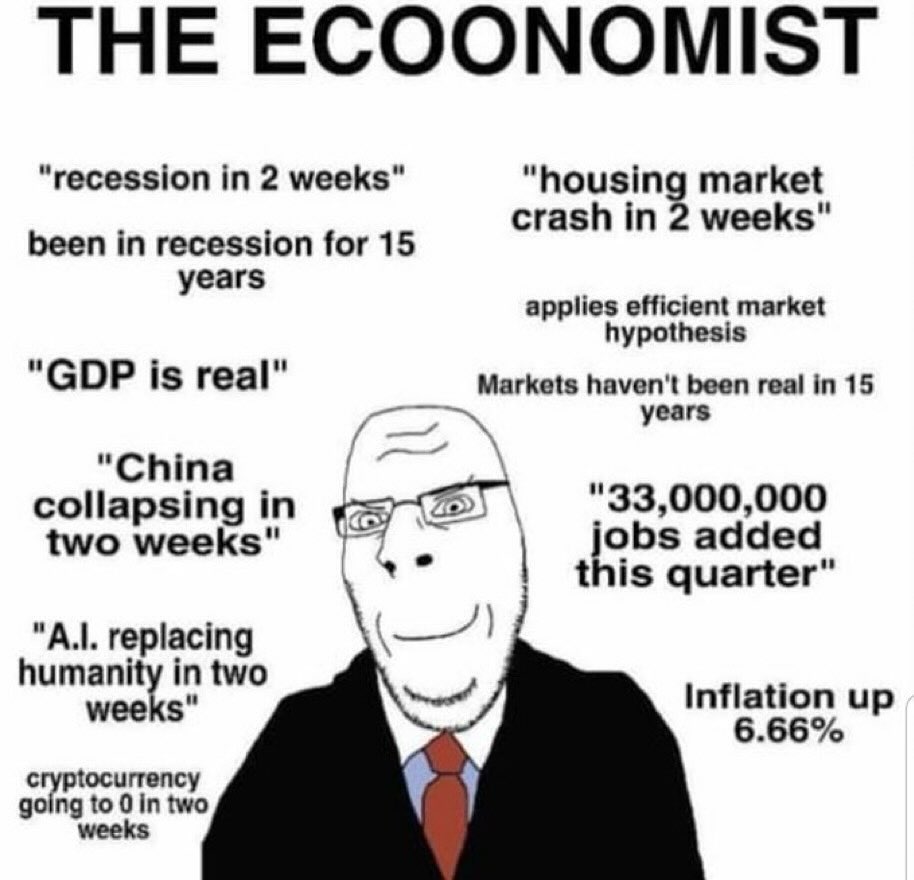 THE ECOONOMIST
"recession in 2 weeks"
been in recession for 15
years
"GDP is real"
"China
collapsing in
two weeks"
"A.I. replacing
humanity in two
weeks"
cryptocurrency
going to 0 in two
weeks
"housing market
crash in 2 weeks"
applies efficient market
hypothesis
Markets haven't been real in 15
years
"33,000,000
jobs added
this quarter"
Inflation up
6.66%